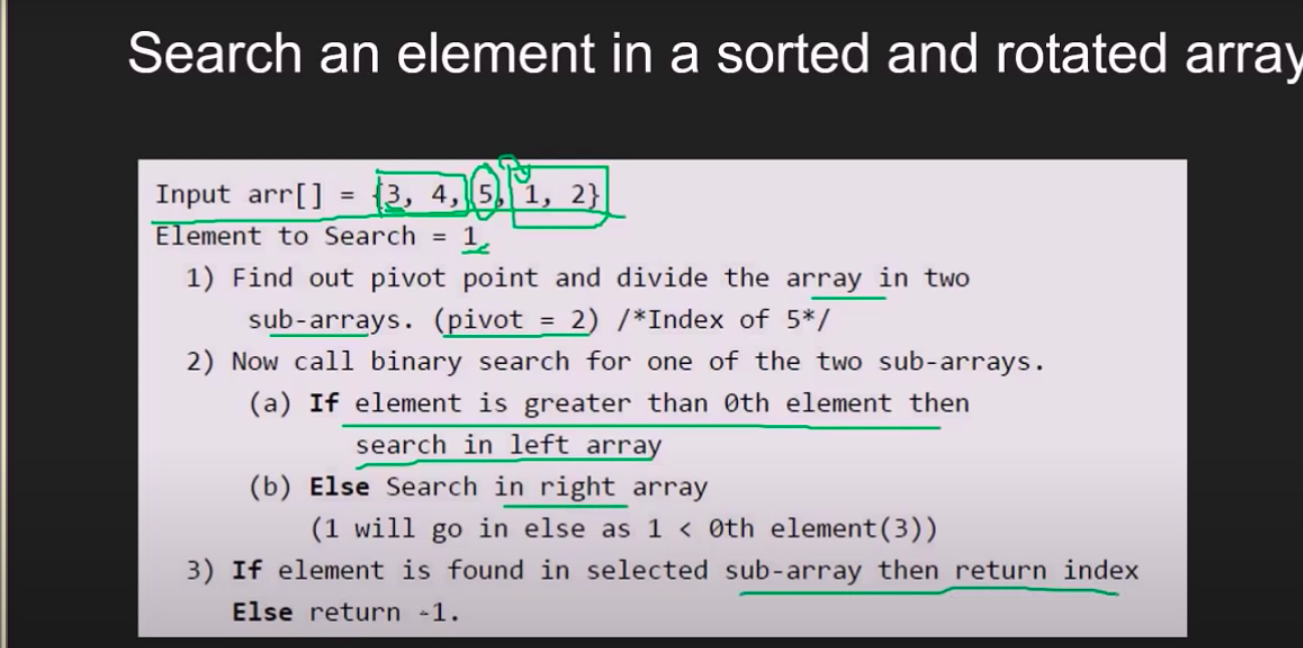 Search an element in a sorted and rotated array
Input arr[] = {3, 4, 5, 1, 2}
Element to Search = 1
1) Find out pivot point and divide the array in two
sub-arrays. (pivot = 2) /*Index of 5*/
2) Now call binary search for one of the two sub-arrays.
(a) If element is greater than 0th element then
search in left array
(b) Else Search in right array
(1 will go in else as 1 < 0th element(3))
3) If element is found in selected sub-array then return index
Else return -1.